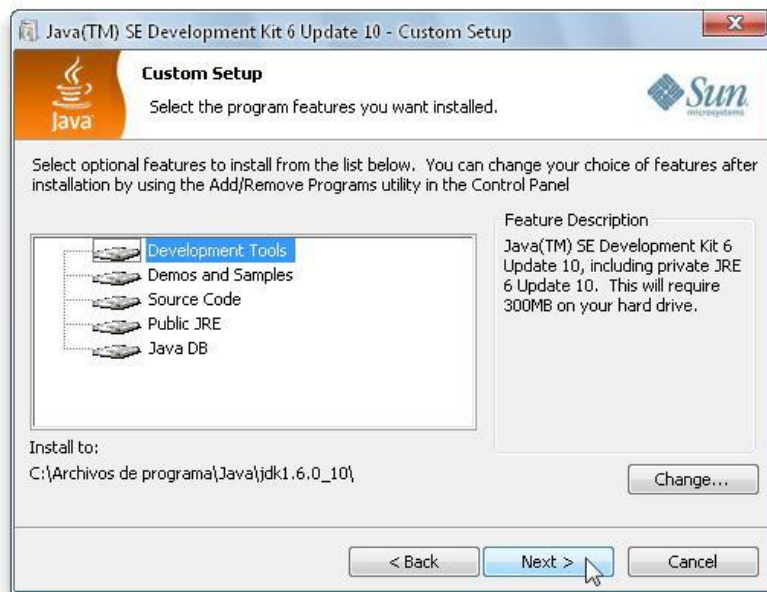 Java(TM) SE Development Kit 6 Update 10 - Custom Setup
Java
Custom Setup
Select the program features you want installed.
Sun
microsystems
Select optional features to install from the list below. You can change your choice of features after
installation by using the Add/Remove Programs utility in the Control Panel
Development Tools
Demos and Samples
Source Code
Public JRE
Java DB
Feature Description
Java(TM) SE Development Kit 6
Update 10, including private JRE
6 Update 10. This will require
300MB on your hard drive.
Install to:
C:\Archivos de programa\Java\jdk1.6.0_10\
Change...
< Back
Next >
Cancel